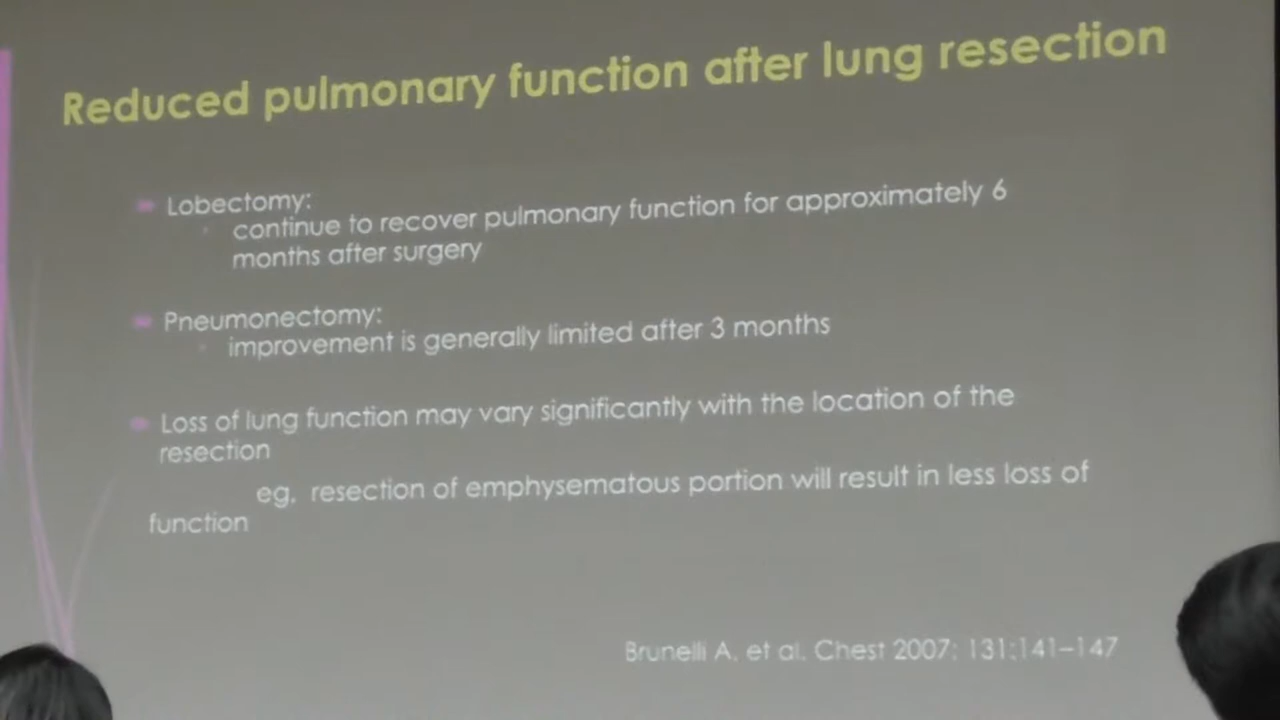 Reduced pulmonary function after lung resection
Lobectomy:
continue to recover pulmonary function for approximately 6
months after surgery
Pneumonectomy:
improvement is generally limited after 3 months
Loss of lung function may vary significantly with the location of the
resection
eg, resection of emphysematous portion will result in less loss of
function
Brunelli A, et al. Chest 2007; 131:141–147